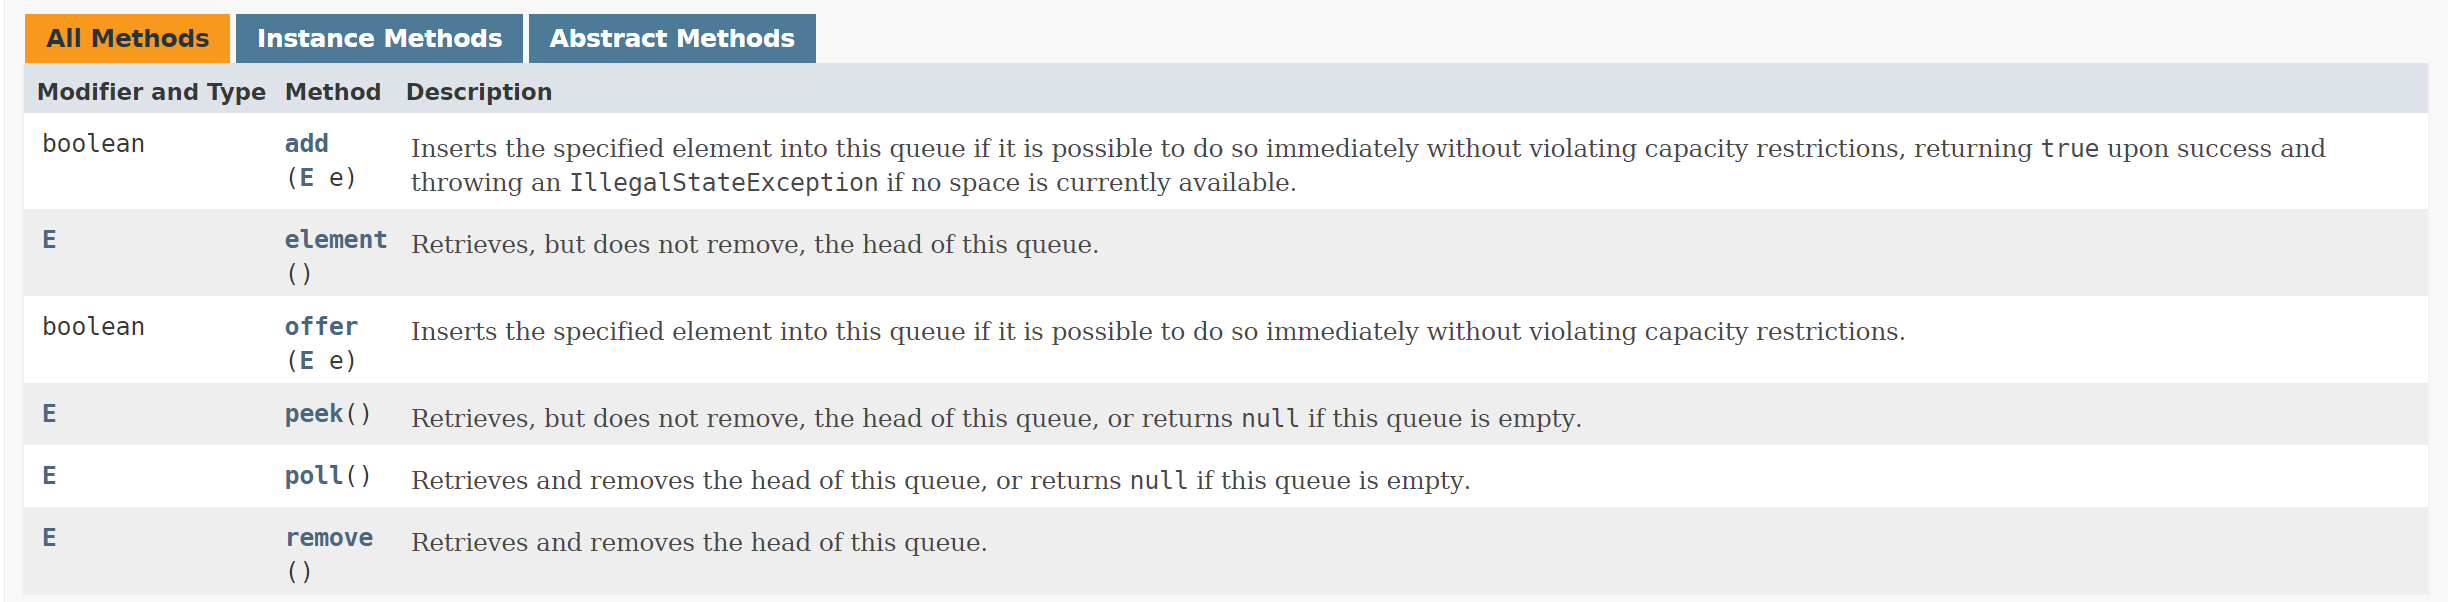 All Methods Instance Methods Abstract Methods
Modifier and Type Method Description
boolean add
(E e) Inserts the specified element into this queue if it is possible to do so immediately without violating capacity restrictions, returning true upon success and
throwing an IllegalStateException if no space is currently available.
E element
() Retrieves, but does not remove, the head of this queue.
boolean offer
(E e) Inserts the specified element into this queue if it is possible to do so immediately without violating capacity restrictions.
E peek() Retrieves, but does not remove, the head of this queue, or returns null if this queue is empty.
E poll() Retrieves and removes the head of this queue, or returns null if this queue is empty.
E remove
() Retrieves and removes the head of this queue.